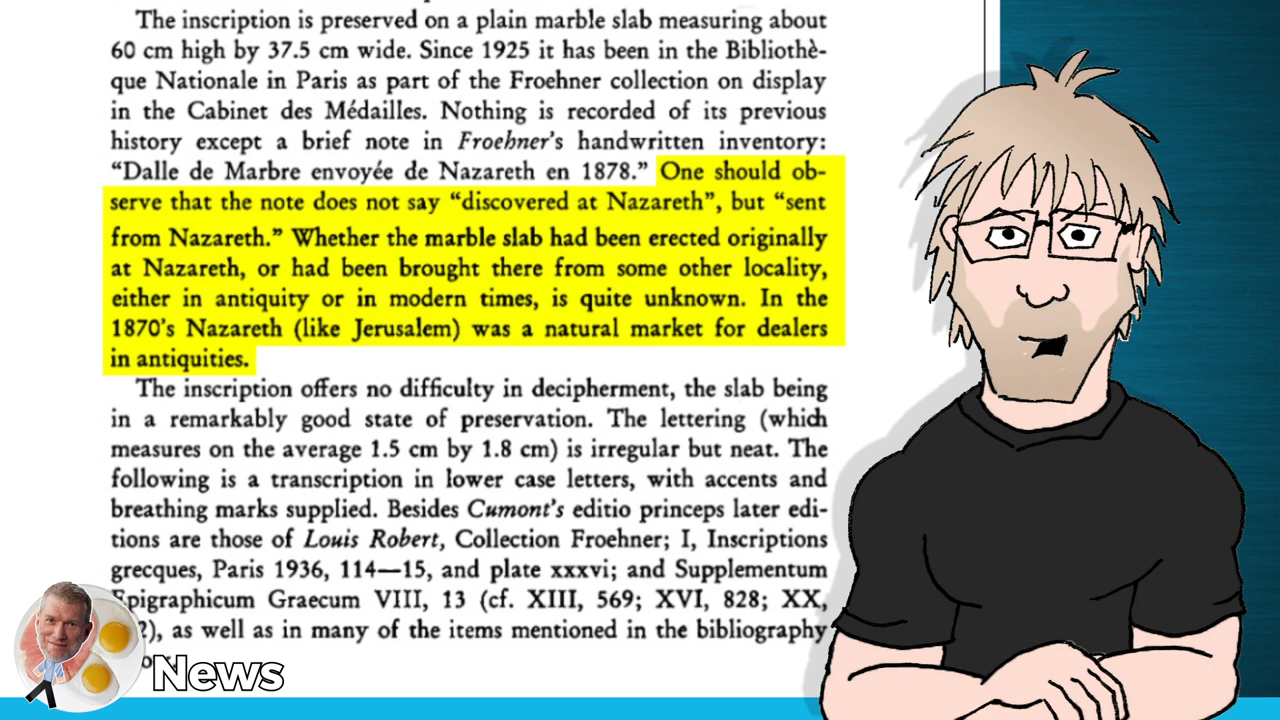 The inscription is preserved on a plain marble slab measuring about
60 cm high by 37.5 cm wide. Since 1925 it has been in the Bibliothè-
que Nationale in Paris as part of the Froehner collection on display
in the Cabinet des Médailles. Nothing is recorded of its previous
history except a brief note in Froehner's handwritten inventory:
“Dalle de Marbre envoyée de Nazareth en 1878.” One should ob-
serve that the note does not say “discovered at Nazareth”, but “sent
from Nazareth.” Whether the marble slab had been erected originally
at Nazareth, or had been brought there from some other locality,
either in antiquity or in modern times, is quite unknown. In the
1870's Nazareth (like Jerusalem) was a natural market for dealers
in antiquities.
The inscription offers no difficulty in decipherment, the slab being
in a remarkably good state of preservation. The lettering (which
measures on the average 1.5 cm by 1.8 cm) is irregular but neat. The
following is a transcription in lower case letters, with accents and
breathing marks supplied. Besides Cumont's editio princeps later edi-
tions are those of Louis Robert, Collection Froehner; I, Inscriptions
grecques, Paris 1936, 114—15, and plate xxxvi; and Supplementum
Epigraphicum Graecum VIII, 13 (cf. XIII, 569; XVI, 828; XX,
as well as in many of the items mentioned in the bibliography
News